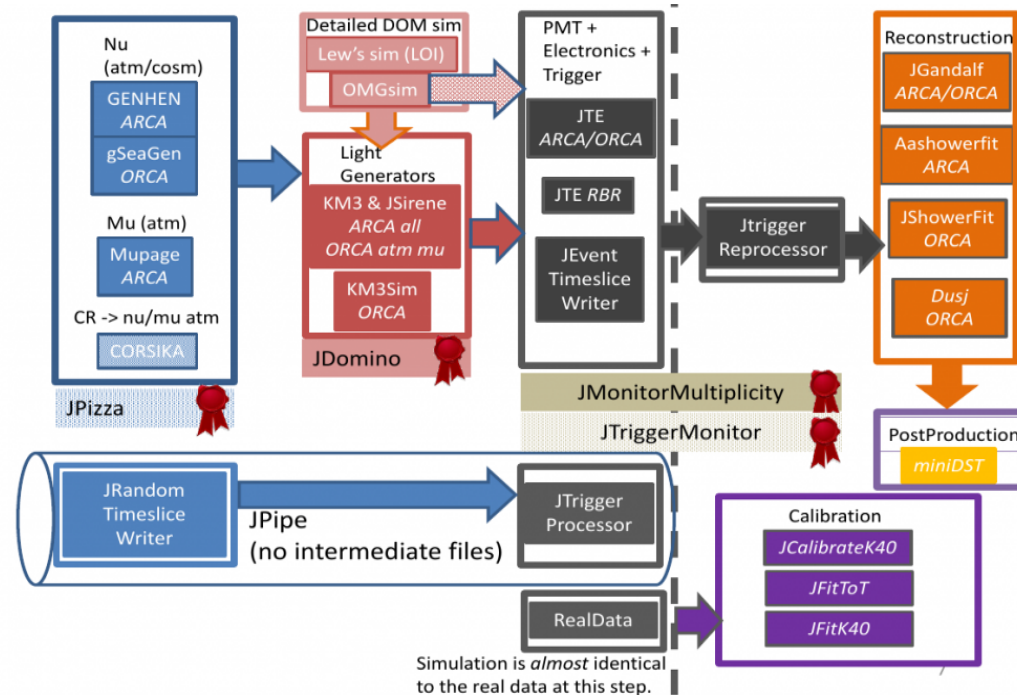 Nu
(atm/cosm)
GENHEN
ARCA
gSeaGen
ORCA
Mu (atm)
Mupage
ARCA
CR -> nu/mu atm
CORSIKA
JPizza
Detailed DOM sim
Lew's sim (LOI)
OMGsim
Light
Generators
KM3 & JSirene
ARCA all
ORCA atm mu
KM3Sim
ORCA
JDomino
PMT +
Electronics +
Trigger
JTE
ARCA/ORCA
JTE RBR
JEvent
Timeslice
Writer
Jtrigger
Reprocessor
JMonitorMultiplicity
JTriggerMonitor
Reconstruction
JGandalf
ARCA/ORCA
Aashowerfit
ARCA
JShowerFit
ORCA
Dusj
ORCA
PostProduction
miniDST
JRandom
Timeslice
Writer
JPipe
(no intermediate files)
JTrigger
Processor
RealData
Simulation is almost identical
to the real data at this step.
Calibration
JCalibrateK40
JFitToT
JFitK40